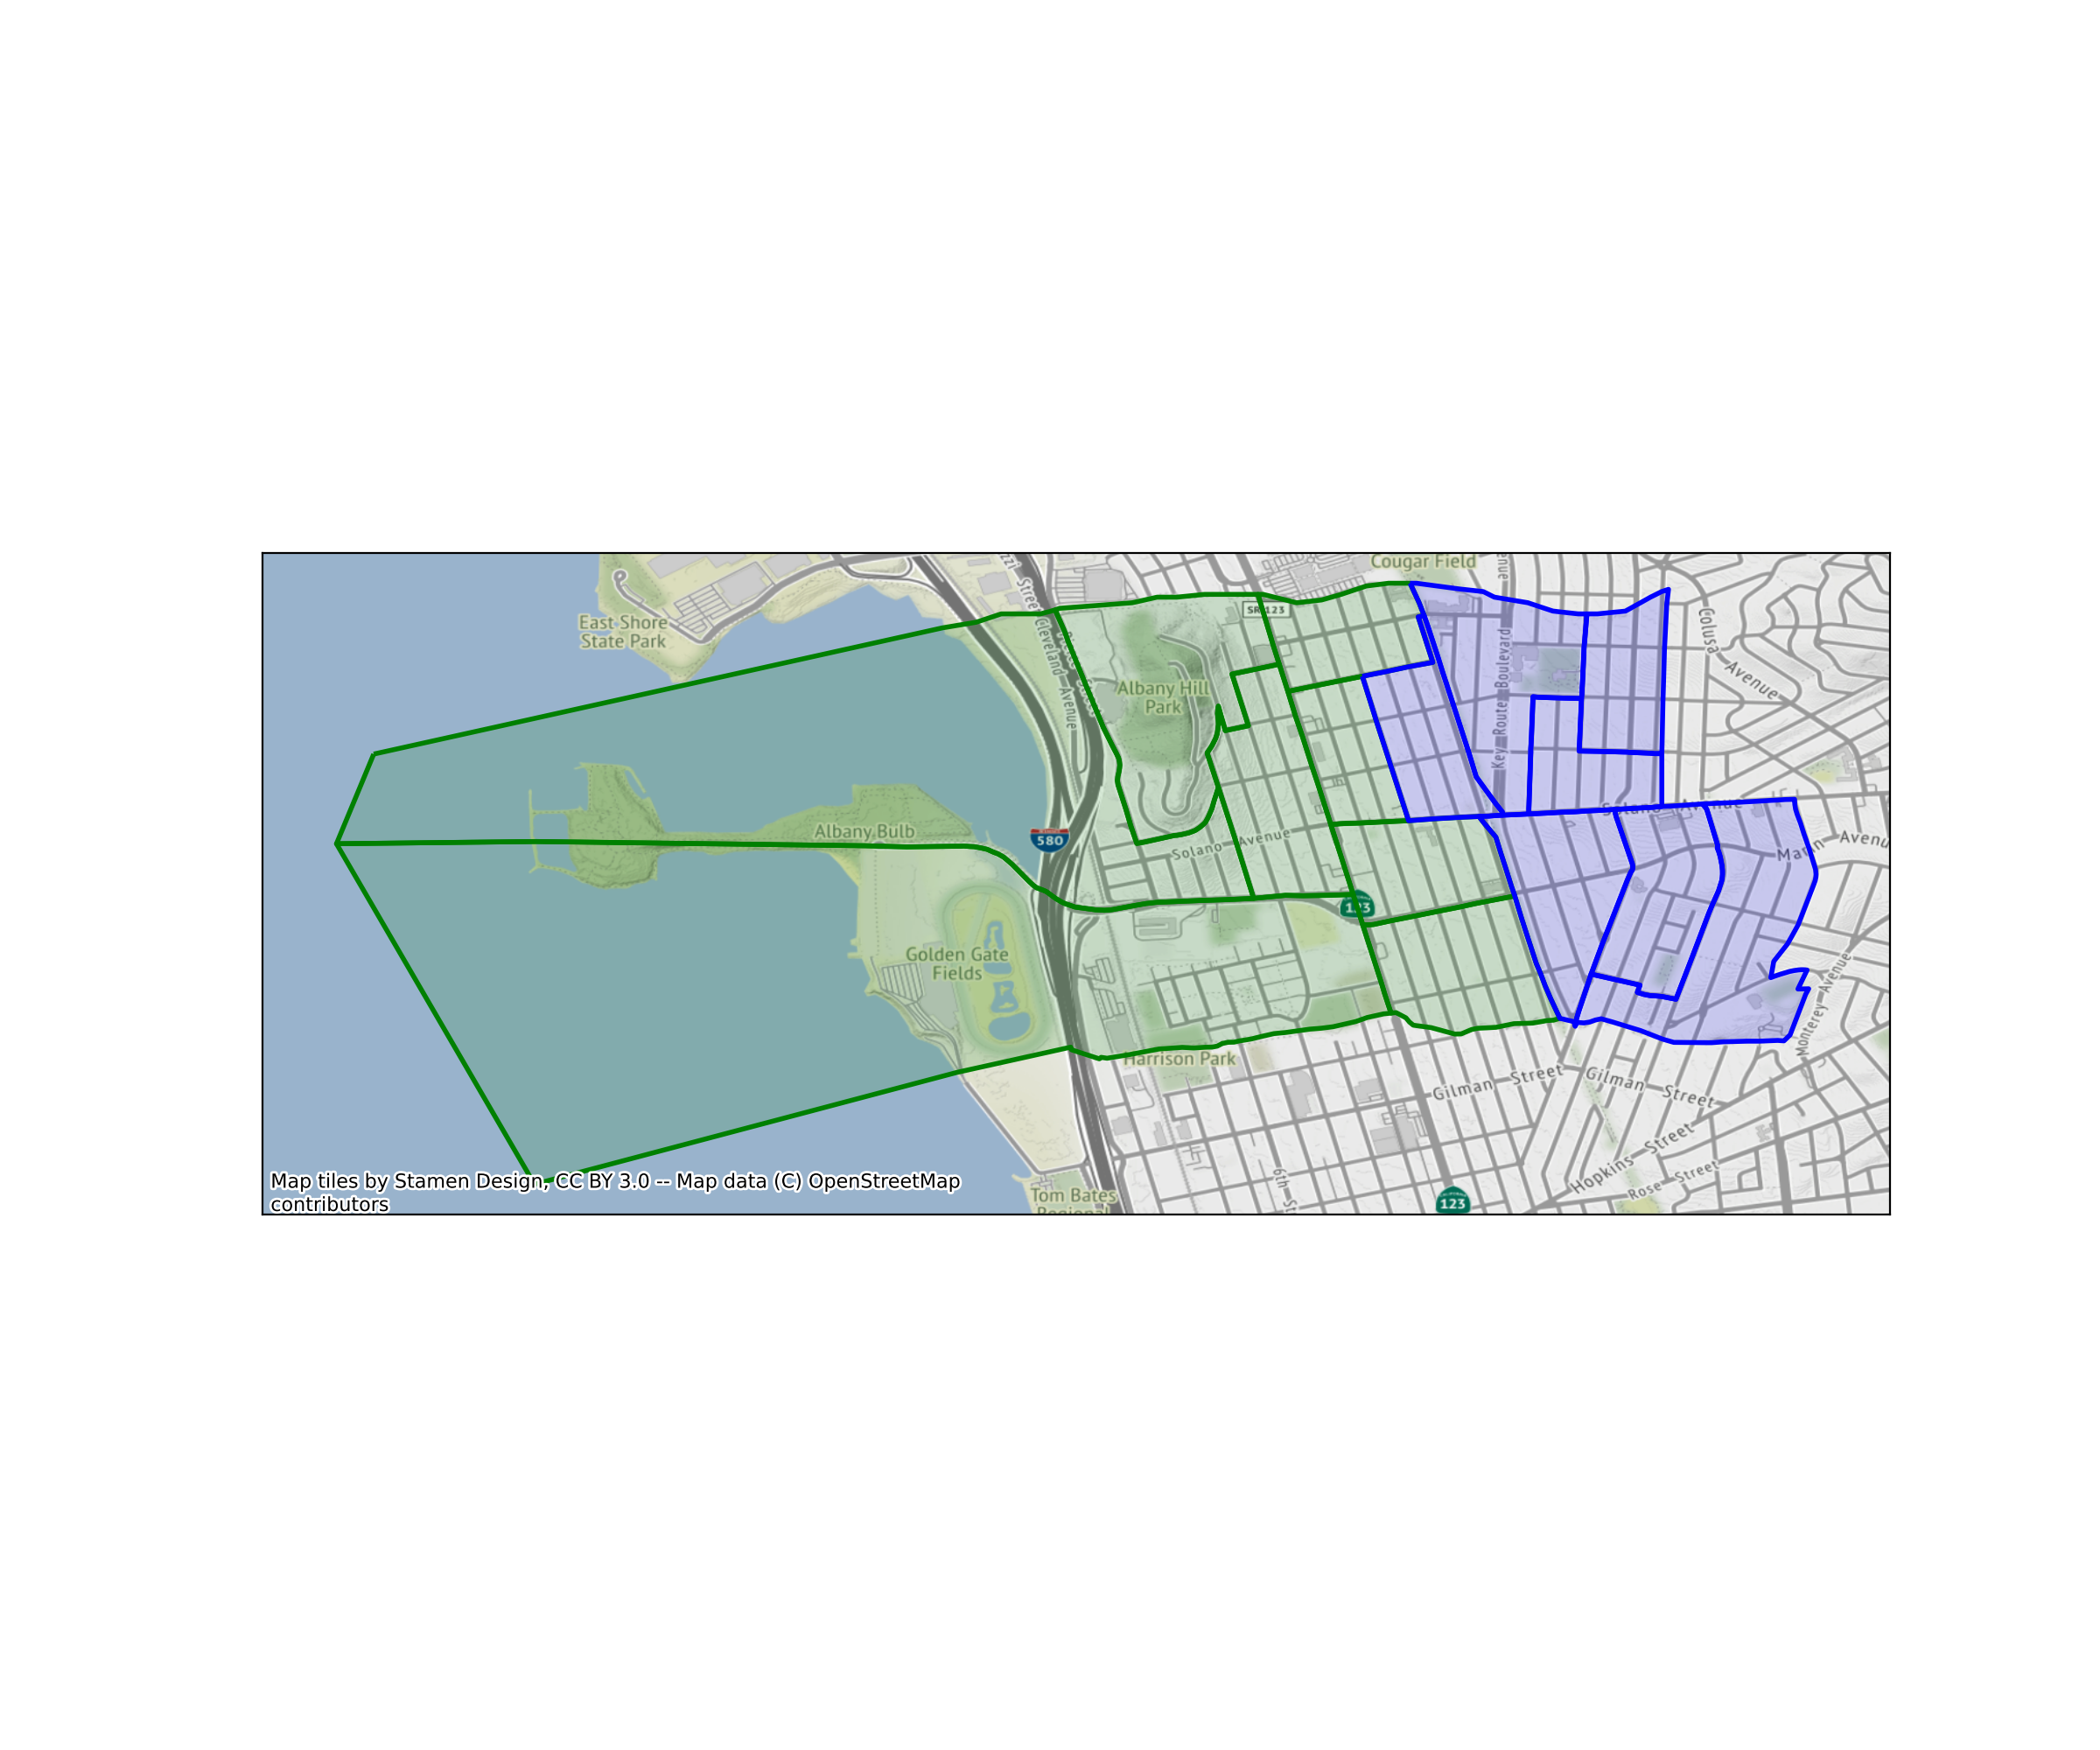 Cougar Field
East Shore
State Park
SR 123
Street
Cleveland Avenue
Key Route Boulevard
Colusa Avenue
Albany Hill
Park
Albany Bulb
580
Solano Avenue
Solano Avenue
Marin Avenu
123
Golden Gate
Fields
Harrison Park
Monterey Avenue
Gilman Street
Gilman Street
Hopkins Street
Rose Street
6th St
Map tiles by Stamen Design, CC BY 3.0 -- Map data (C) OpenStreetMap
contributors
Tom Bates
Regional
123